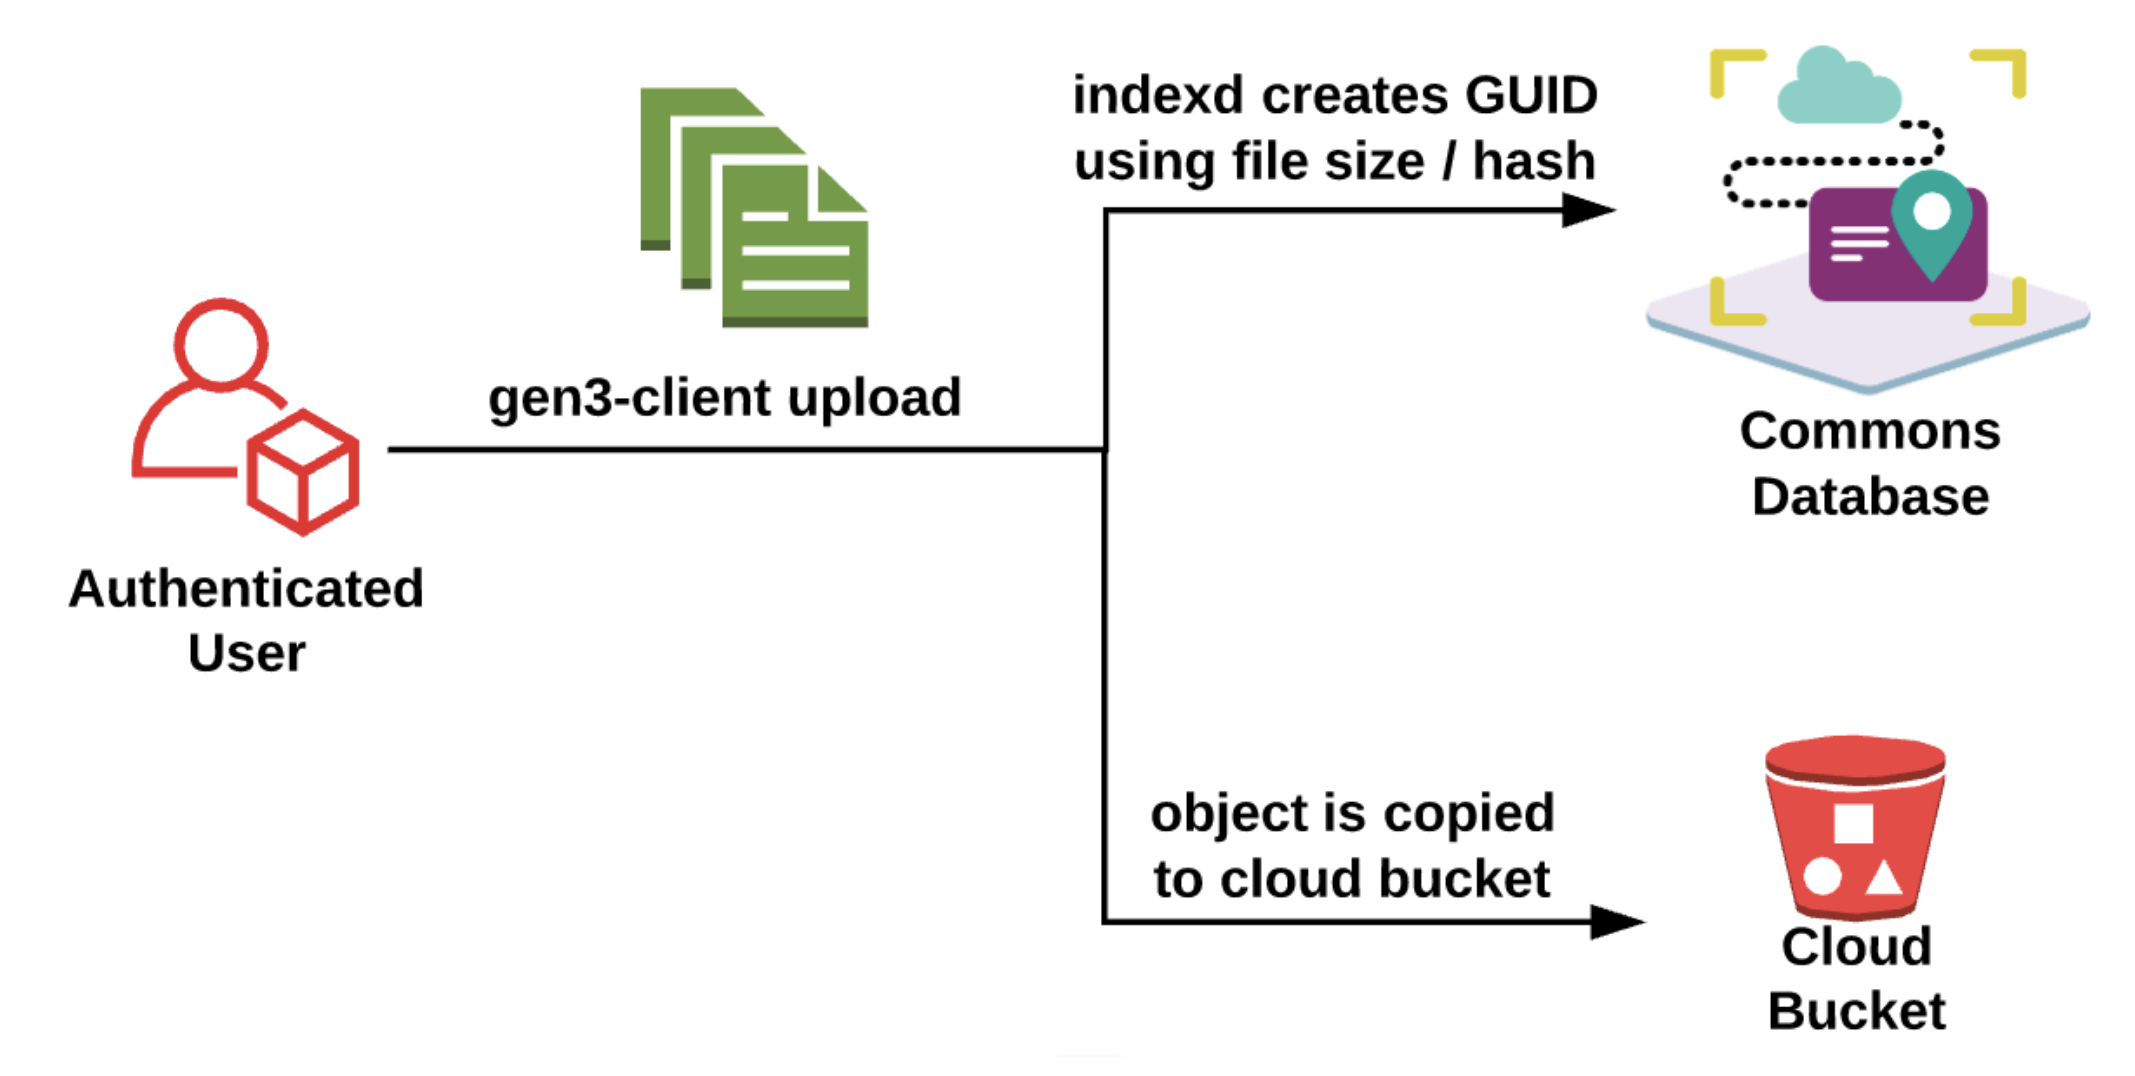 indexd creates GUID
using file size / hash
gen3-client upload
Commons
Database
Authenticated
User
object is copied
to cloud bucket
Cloud
Bucket